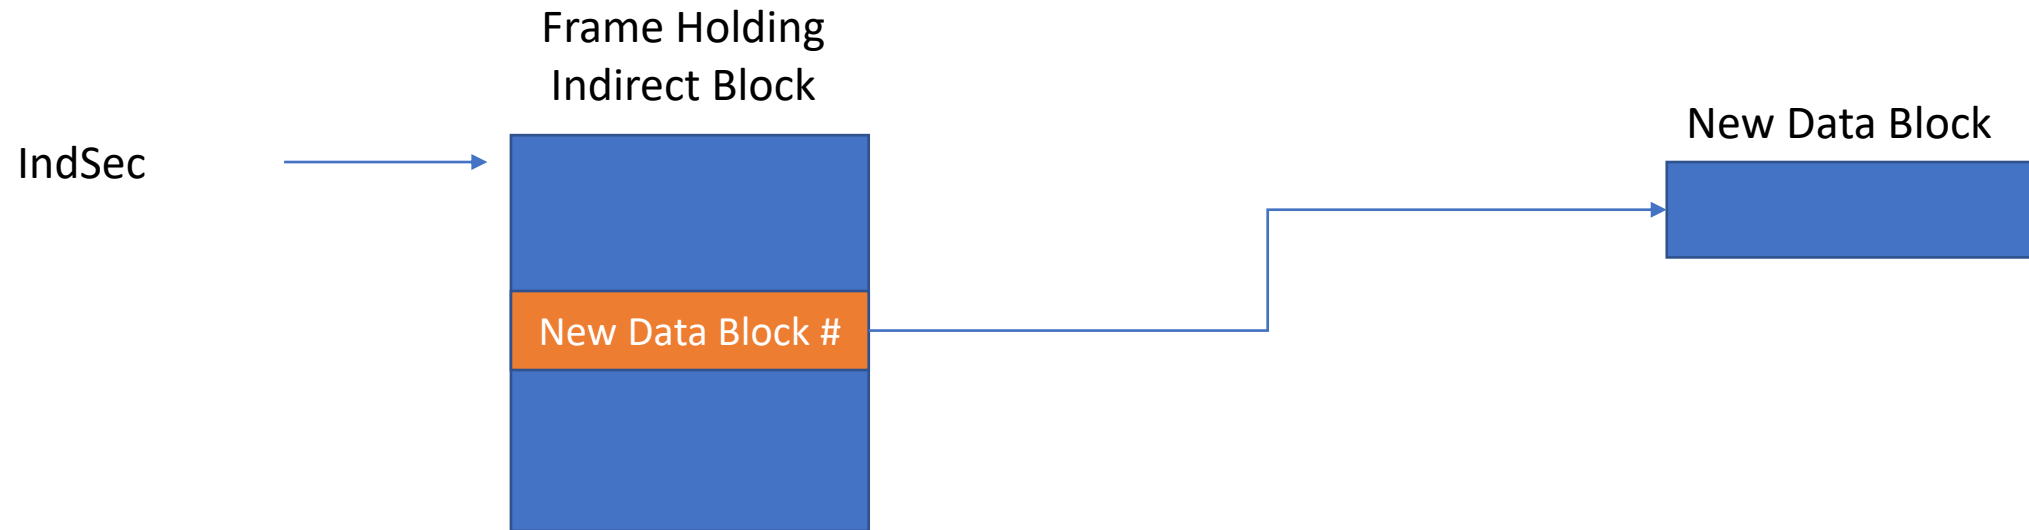 Frame Holding
Indirect Block
IndSec
New Data Block
New Data Block #